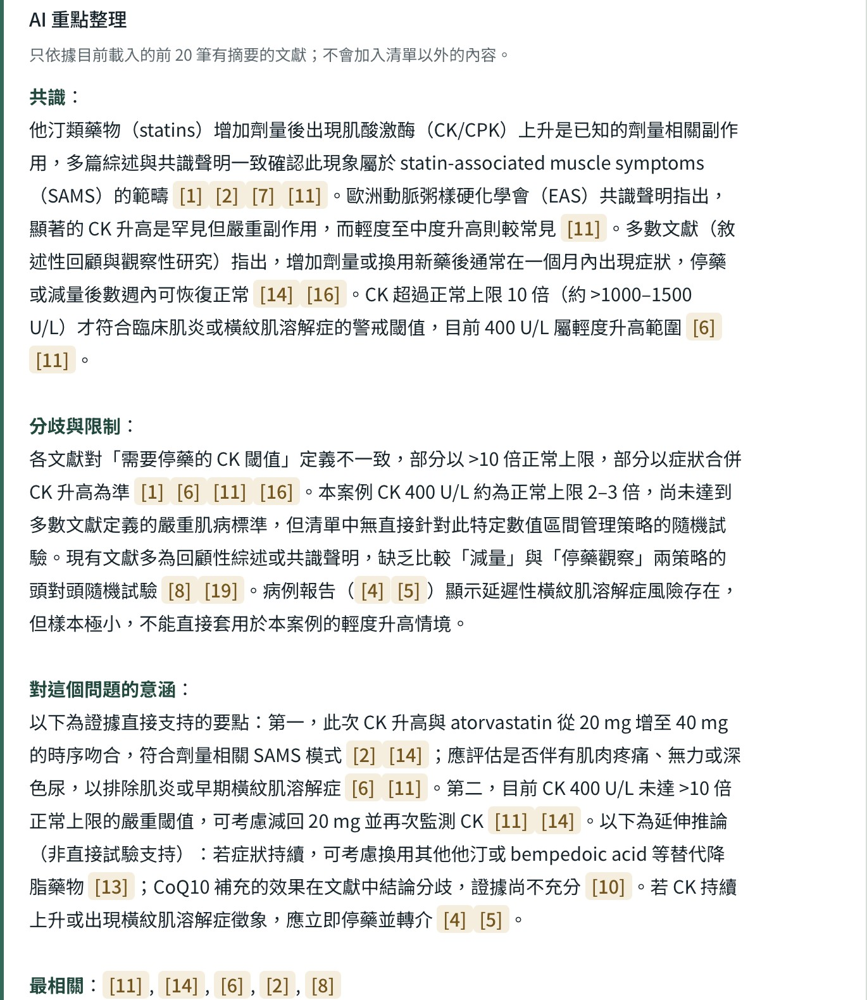 AI 重點整理
只依據目前載入的前 20 筆有摘要的文獻；不會加入清單以外的內容。
共識：
他汀類藥物（statins）增加劑量後出現肌酸激酶（CK/CPK）上升是已知的劑量相關副作
用，多篇綜述與共識聲明一致確認此現象屬於 statin-associated muscle symptoms
（SAMS）的範疇 [1] [2] [7] [11]。歐洲動脈粥樣硬化學會（EAS）共識聲明指出，
顯著的 CK 升高是罕見但嚴重副作用，而輕度至中度升高則較常見 [11]。多數文獻（敘
述性回顧與觀察性研究）指出，增加劑量或換用新藥後通常在一個月內出現症狀，停藥
或減量後數週內可恢復正常 [14] [16]。CK 超過正常上限 10 倍（約 >1000–1500
U/L）才符合臨床肌炎或橫紋肌溶解症的警戒閾值，目前 400 U/L 屬輕度升高範圍 [6]
[11]。
分歧與限制：
各文獻對「需要停藥的 CK 閾值」定義不一致，部分以 >10 倍正常上限，部分以症狀合併
CK 升高為準 [1] [6] [11] [16]。本案例 CK 400 U/L 約為正常上限 2–3 倍，尚未達到
多數文獻定義的嚴重肌病標準，但清單中無直接針對此特定數值區間管理策略的隨機試
驗。現有文獻多為回顧性綜述或共識聲明，缺乏比較「減量」與「停藥觀察」兩策略的
頭對頭隨機試驗 [8] [19]。病例報告（[4] [5]）顯示延遲性橫紋肌溶解症風險存在，
但樣本極小，不能直接套用於本案例的輕度升高情境。
對這個問題的意涵：
以下為證據直接支持的要點：第一，此次 CK 升高與 atorvastatin 從 20 mg 增至 40 mg
的時序吻合，符合劑量相關 SAMS 模式 [2] [14]；應評估是否伴有肌肉疼痛、無力或深
色尿，以排除肌炎或早期橫紋肌溶解症 [6] [11]。第二，目前 CK 400 U/L 未達 >10 倍
正常上限的嚴重閾值，可考慮減回 20 mg 並再次監測 CK [11] [14]。以下為延伸推論
（非直接試驗支持）：若症狀持續，可考慮換用其他他汀或 bempedoic acid 等替代降
脂藥物 [13]；CoQ10 補充的效果在文獻中結論分歧，證據尚不充分 [10]。若 CK 持續
上升或出現橫紋肌溶解症徵象，應立即停藥並轉介 [4] [5]。
最相關：[11], [14], [6], [2], [8]